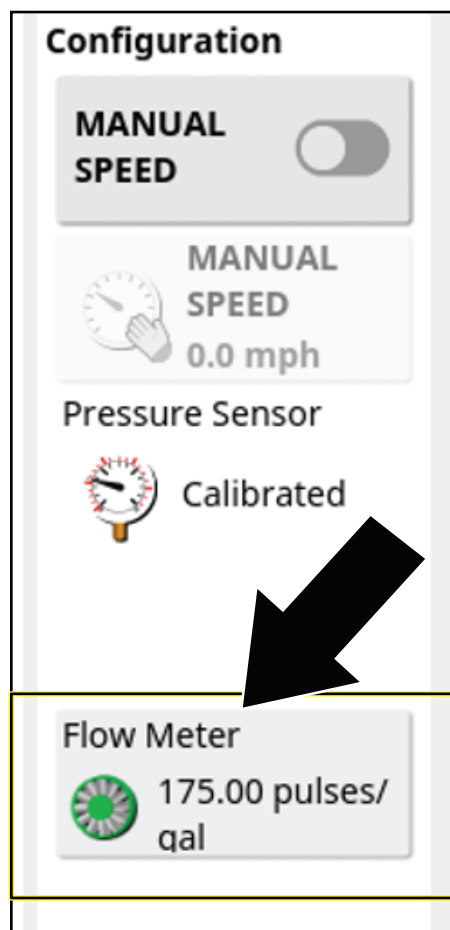 Configuration
MANUAL
SPEED
MANUAL
SPEED
0.0 mph
Pressure Sensor
Calibrated
Flow Meter
175.00 pulses/
gal